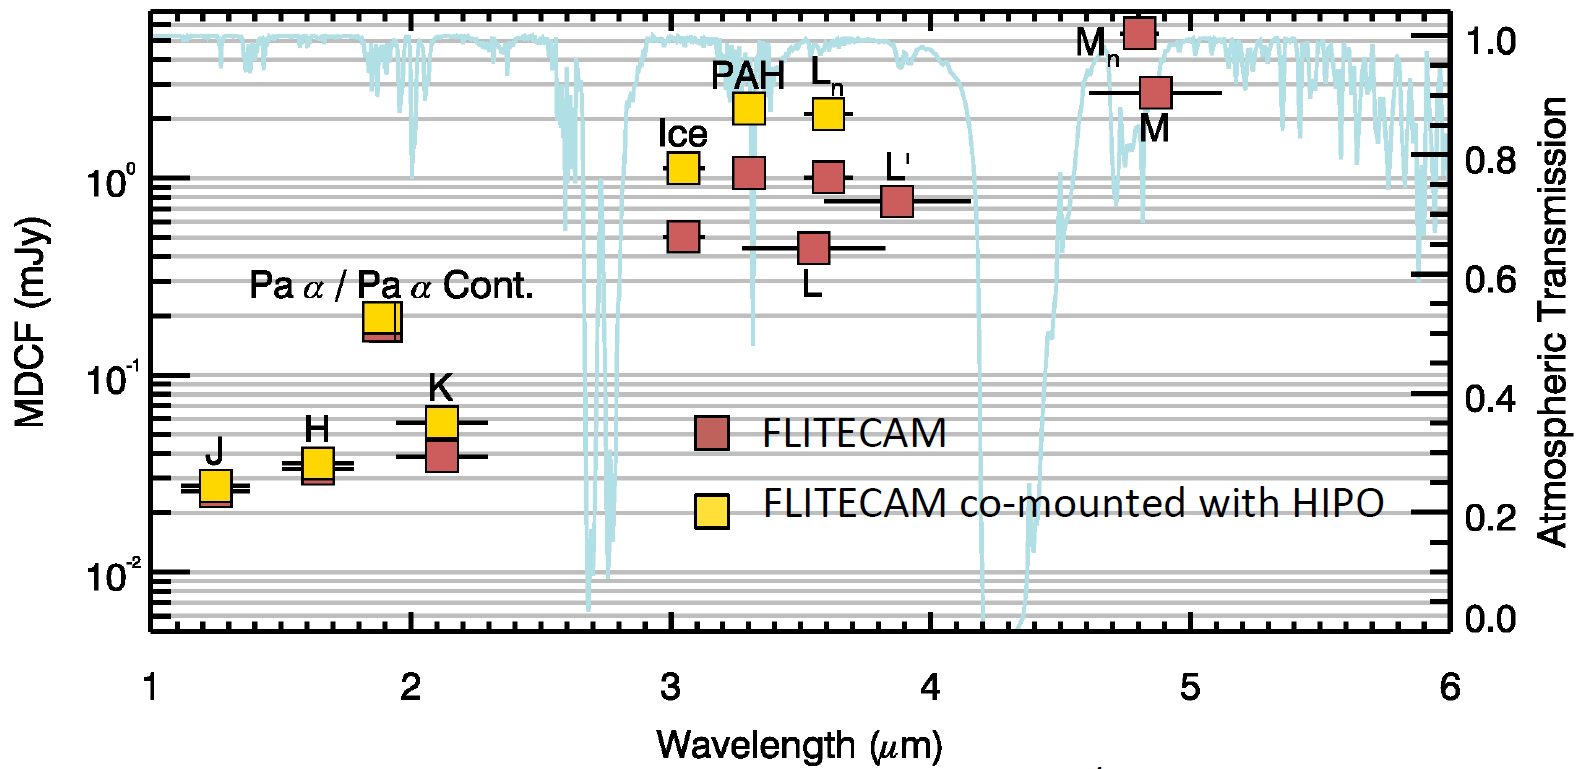 M_n
1.0
PAH
L_n
Ice
M
10^0
L'
0.8
MDCF (mJy)
Atmospheric Transmission
Pa α / Pa α Cont.
L
0.6
10^-1
K
0.4
J
H
FLITECAM
FLITECAM co-mounted with HIPO
0.2
10^-2
0.0
1 2 3 4 5 6
Wavelength (μm)